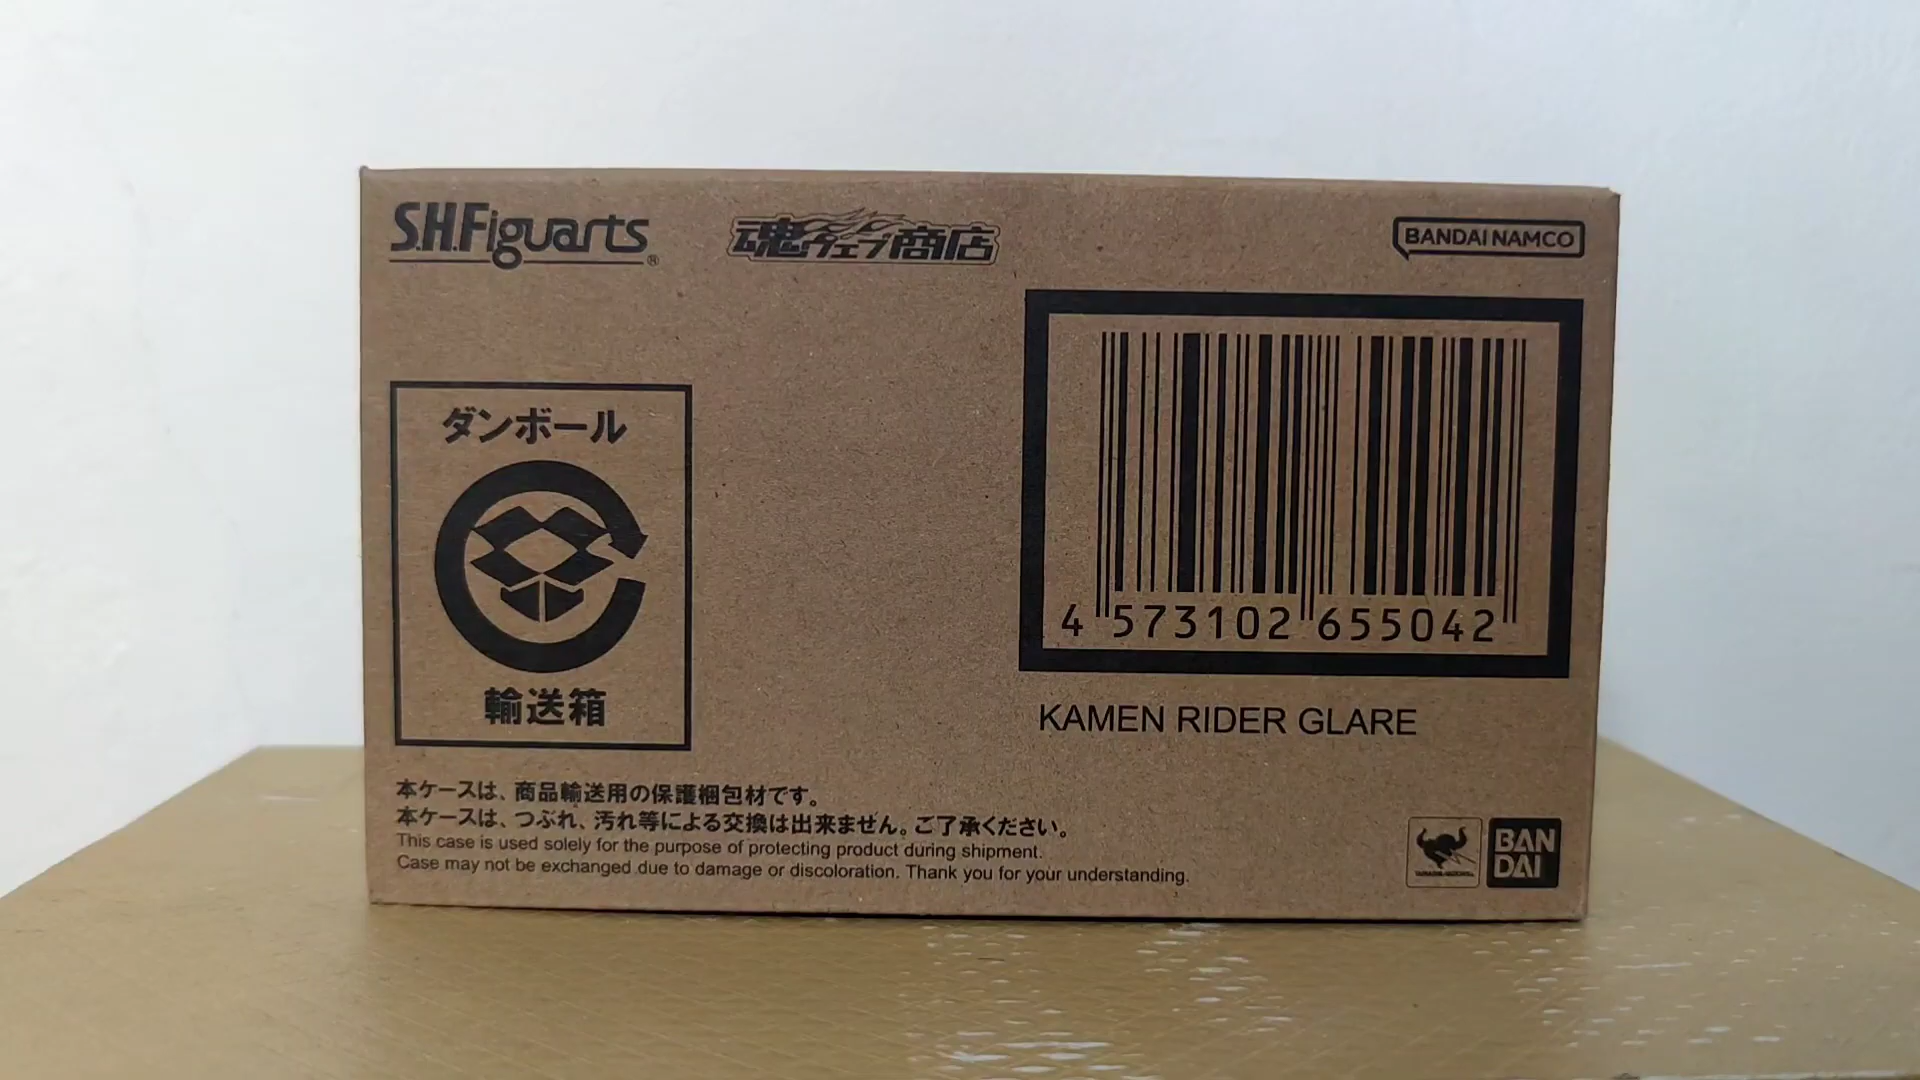 S.H.Figuarts®
魂ウェブ商店
BANDAI NAMCO
ダンボール
輸送箱
4 573102 655042
KAMEN RIDER GLARE
本ケースは、商品輸送用の保護梱包材です。
本ケースは、つぶれ、汚れ等による交換は出来ません。ご了承ください。
This case is used solely for the purpose of protecting product during shipment.
Case may not be exchanged due to damage or discoloration. Thank you for your understanding.
BAN
DAI